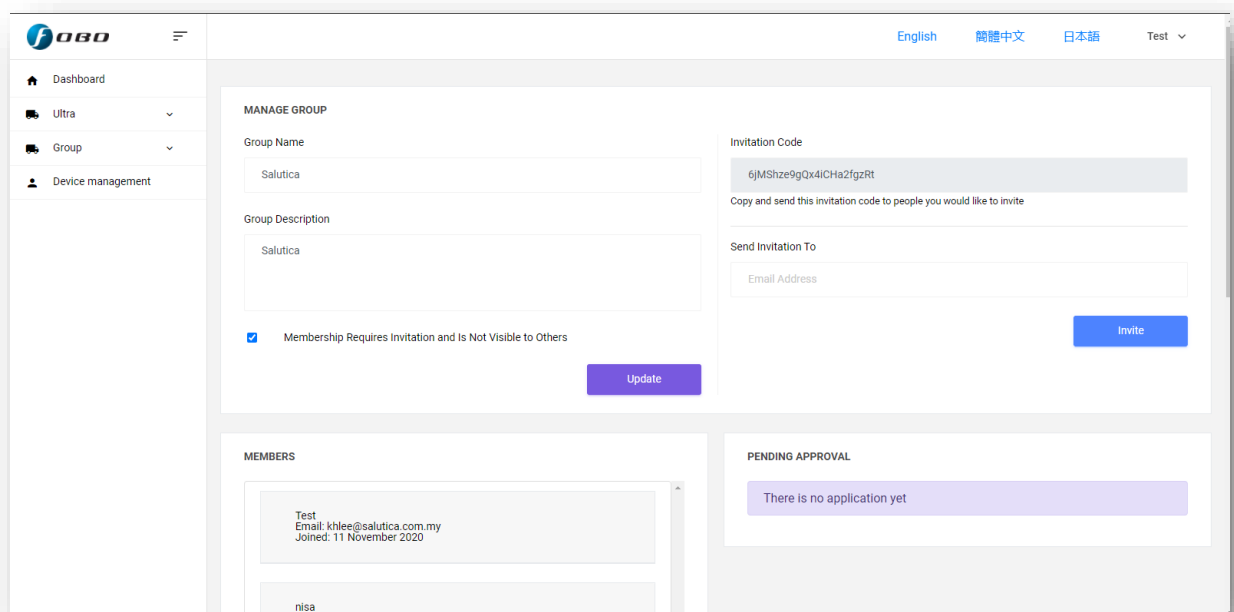 FOBO
English 簡體中文 日本語 Test
Dashboard
Ultra
Group
Device management
MANAGE GROUP
Group Name
Salutica
Group Description
Salutica
Membership Requires Invitation and Is Not Visible to Others
Update
Invitation Code
6jMShze9gQx4iCHa2fgzRt
Copy and send this invitation code to people you would like to invite
Send Invitation To
Email Address
Invite
MEMBERS
Test
Email: khlee@salutica.com.my
Joined: 11 November 2020
nisa
PENDING APPROVAL
There is no application yet